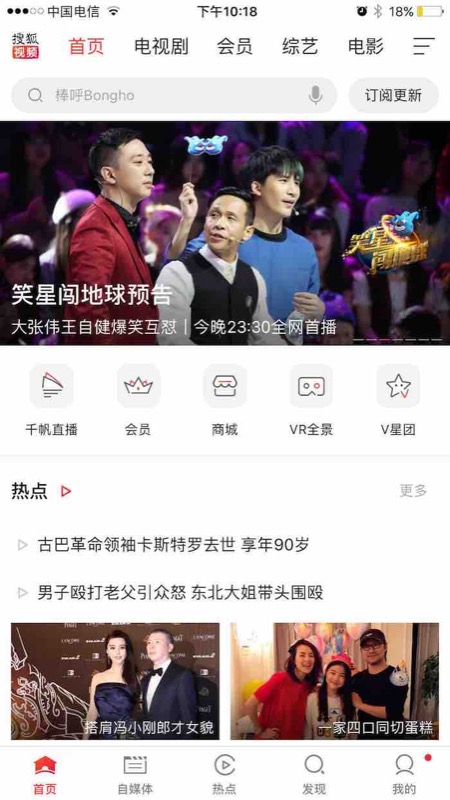 中国电信 下午10:18 18%
搜狐视频 首页 电视剧 会员 综艺 电影
棒呼Bongho 订阅更新
笑星闯地球
笑星闯地球预告
大张伟王自健爆笑互怼 | 今晚23:30全网首播
千帆直播 会员 商城 VR全景 V星团
热点 更多
古巴革命领袖卡斯特罗去世 享年90岁
男子殴打老父引众怒 东北大姐带头围殴
PIAGET LANCOME
搭肩冯小刚郎才女貌 一家四口同切蛋糕
首页 自媒体 热点 发现 我的